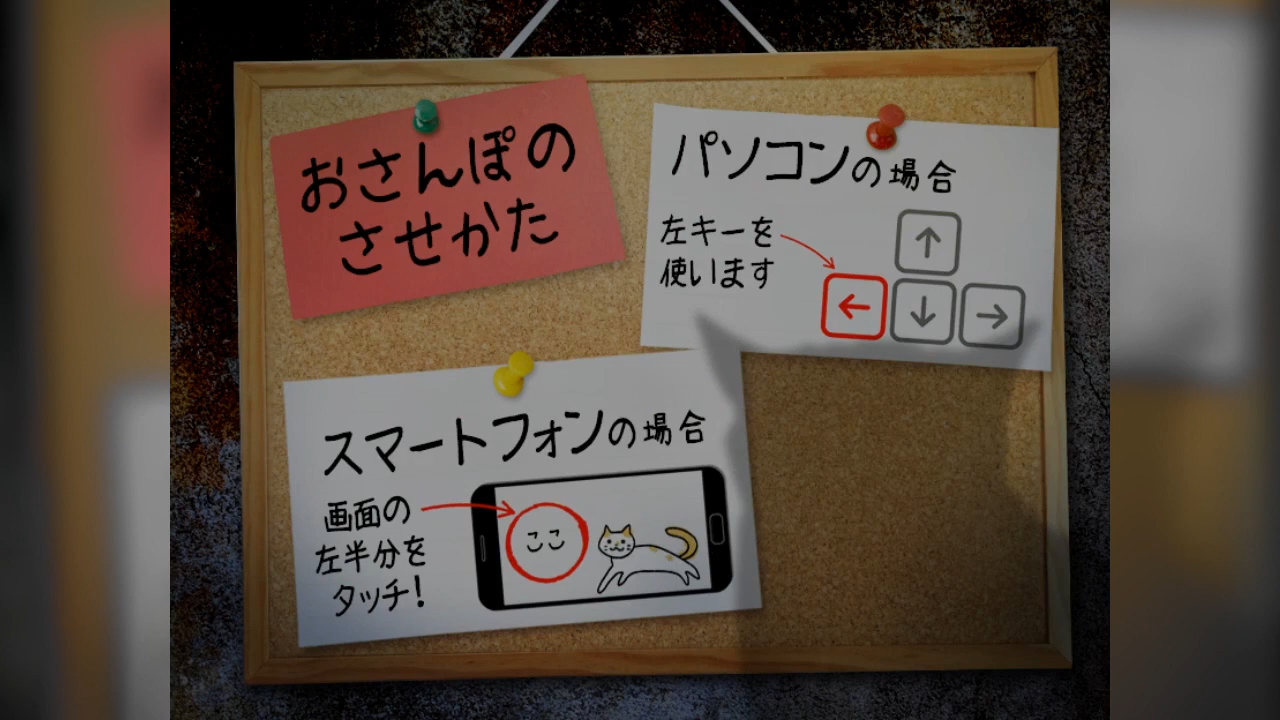 おさんぽの
させかた
パソコンの場合
左キーを
使います
↑
← ↓ →
スマートフォンの場合
画面の
左半分を
タッチ!
ここ